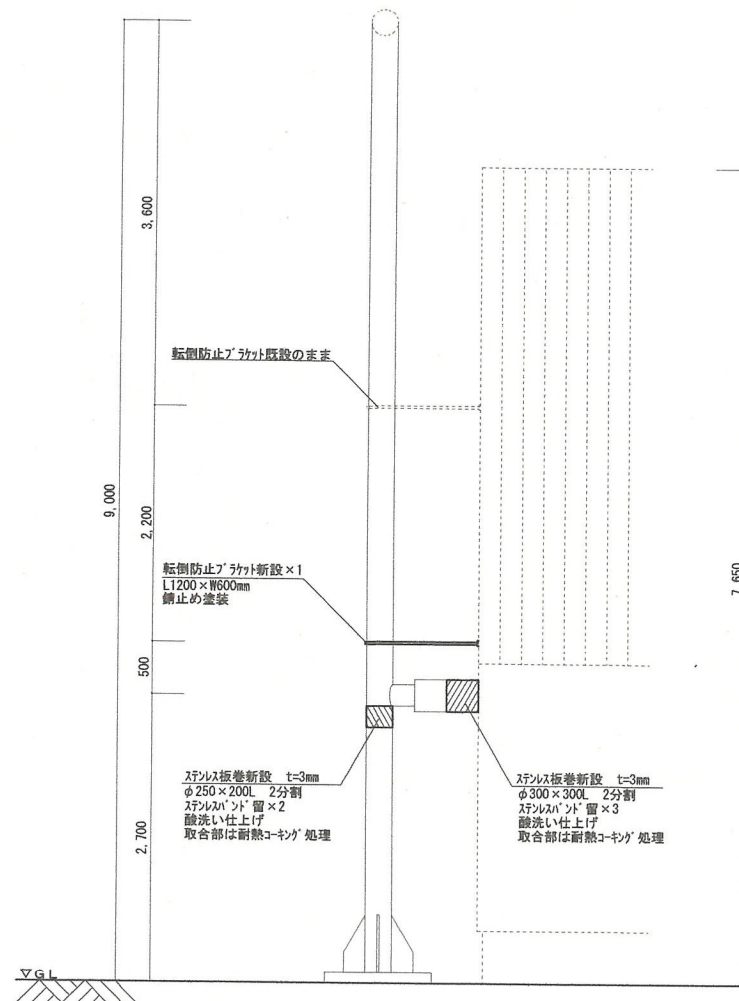 3,600
転倒防止ブラケット既設のまま
9,000
2,200
転倒防止ブラケット新設×1
L1200×W600mm
錆止め塗装
7,650
500
ステンレス板巻新設 t=3mm
φ250×200L 2分割
ステンレスバンド留×2
酸洗い仕上げ
取合部は耐熱コーキング処理
ステンレス板巻新設 t=3mm
φ300×300L 2分割
ステンレスバンド留×3
酸洗い仕上げ
取合部は耐熱コーキング処理
2,700
▽GL